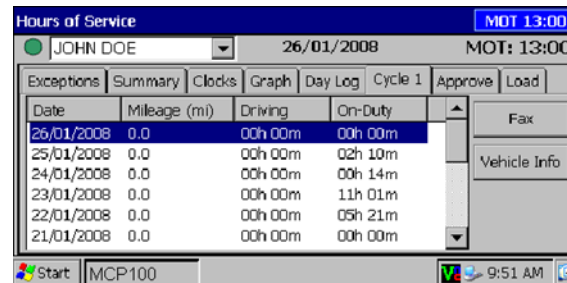 Hours of Service MOT 13:00
JOHN DOE 26/01/2008 MOT: 13:00
Exceptions Summary Clocks Graph Day Log Cycle 1 Approve Load
Date Mileage (mi) Driving On-Duty
Fax
26/01/2008 0.0 00h 00m 00h 00m
25/01/2008 0.0 00h 00m 02h 10m
Vehicle Info
24/01/2008 0.0 00h 00m 00h 14m
23/01/2008 0.0 00h 00m 11h 01m
22/01/2008 0.0 00h 00m 05h 21m
21/01/2008 0.0 00h 00m 00h 00m
Start MCP100 9:51 AM